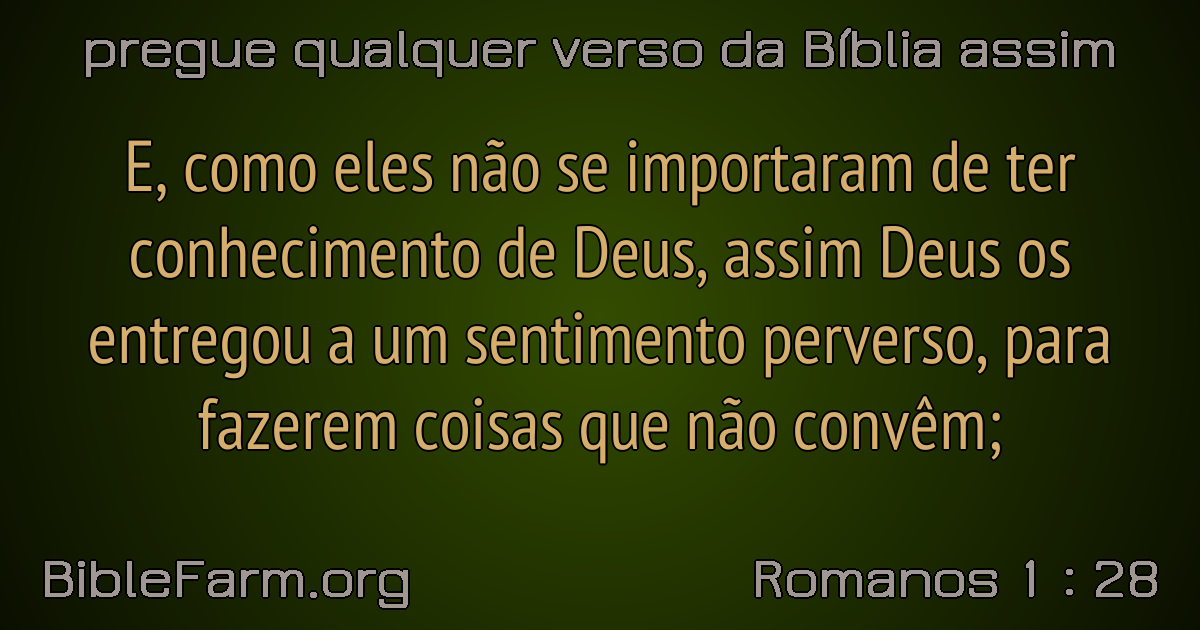 pregue qualquer verso da Bíblia assim
E, como eles não se importaram de ter
conhecimento de Deus, assim Deus os
entregou a um sentimento perverso, para
fazerem coisas que não convêm;
BibleFarm.org
Romanos 1 : 28